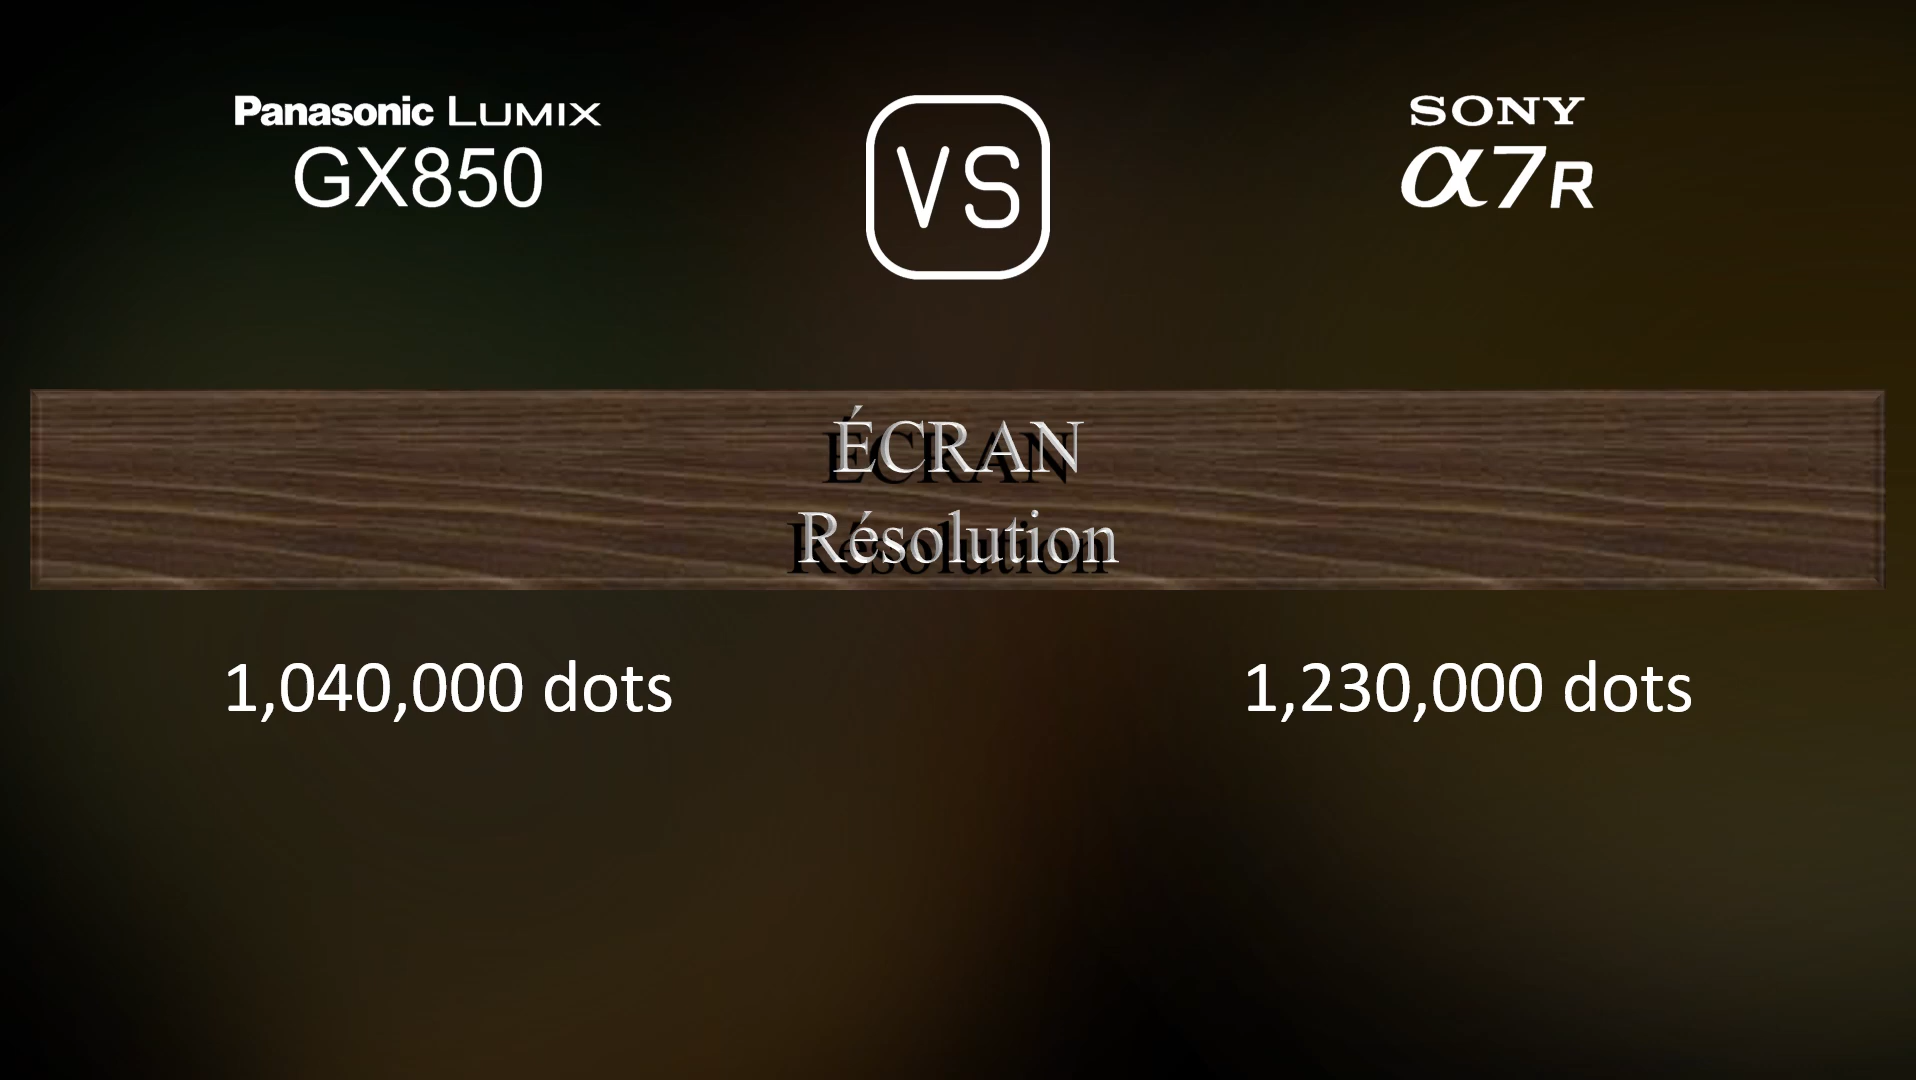 Panasonic LUMIX
GX850
VS
SONY
α7R
ÉCRAN
Résolution
1,040,000 dots
1,230,000 dots